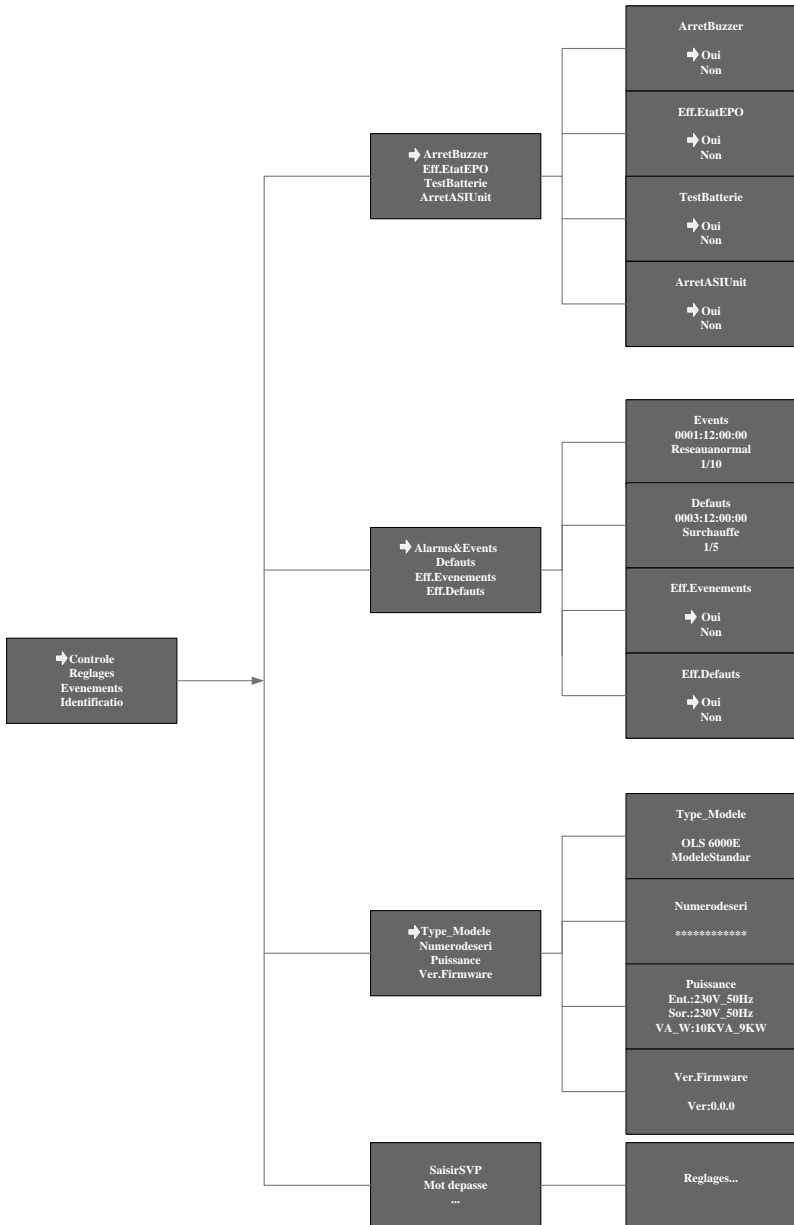 Controle
Reglages
Evenements
Identificatio
ArretBuzzer
Eff.EtatEPO
TestBatterie
ArretASIUnit
ArretBuzzer
Oui
Non
Eff.EtatEPO
Oui
Non
TestBatterie
Oui
Non
ArretASIUnit
Oui
Non
Alarms&Events
Defauts
Eff.Evenements
Eff.Defauts
Events
0001:12:00:00
Reseauanormal
1/10
Defauts
0003:12:00:00
Surchauffe
1/5
Eff.Evenements
Oui
Non
Eff.Defauts
Oui
Non
Type_Modele
Numerodeseri
Puissance
Ver.Firmware
Type_Modele
OLS 6000E
ModeleStandar
Numerodeseri
************
Puissance
Ent.:230V_50Hz
Sor.:230V_50Hz
VA_W:10KVA_9KW
Ver.Firmware
Ver:0.0.0
SaisirSVP
Mot depasse
...
Reglages...